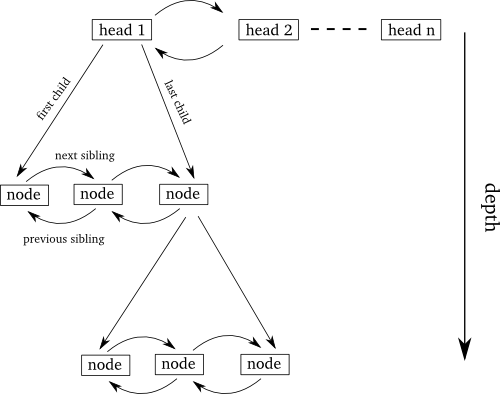 head 1
head 2
head n
first child
last child
next sibling
node
node
node
depth
previous sibling
node
node
node